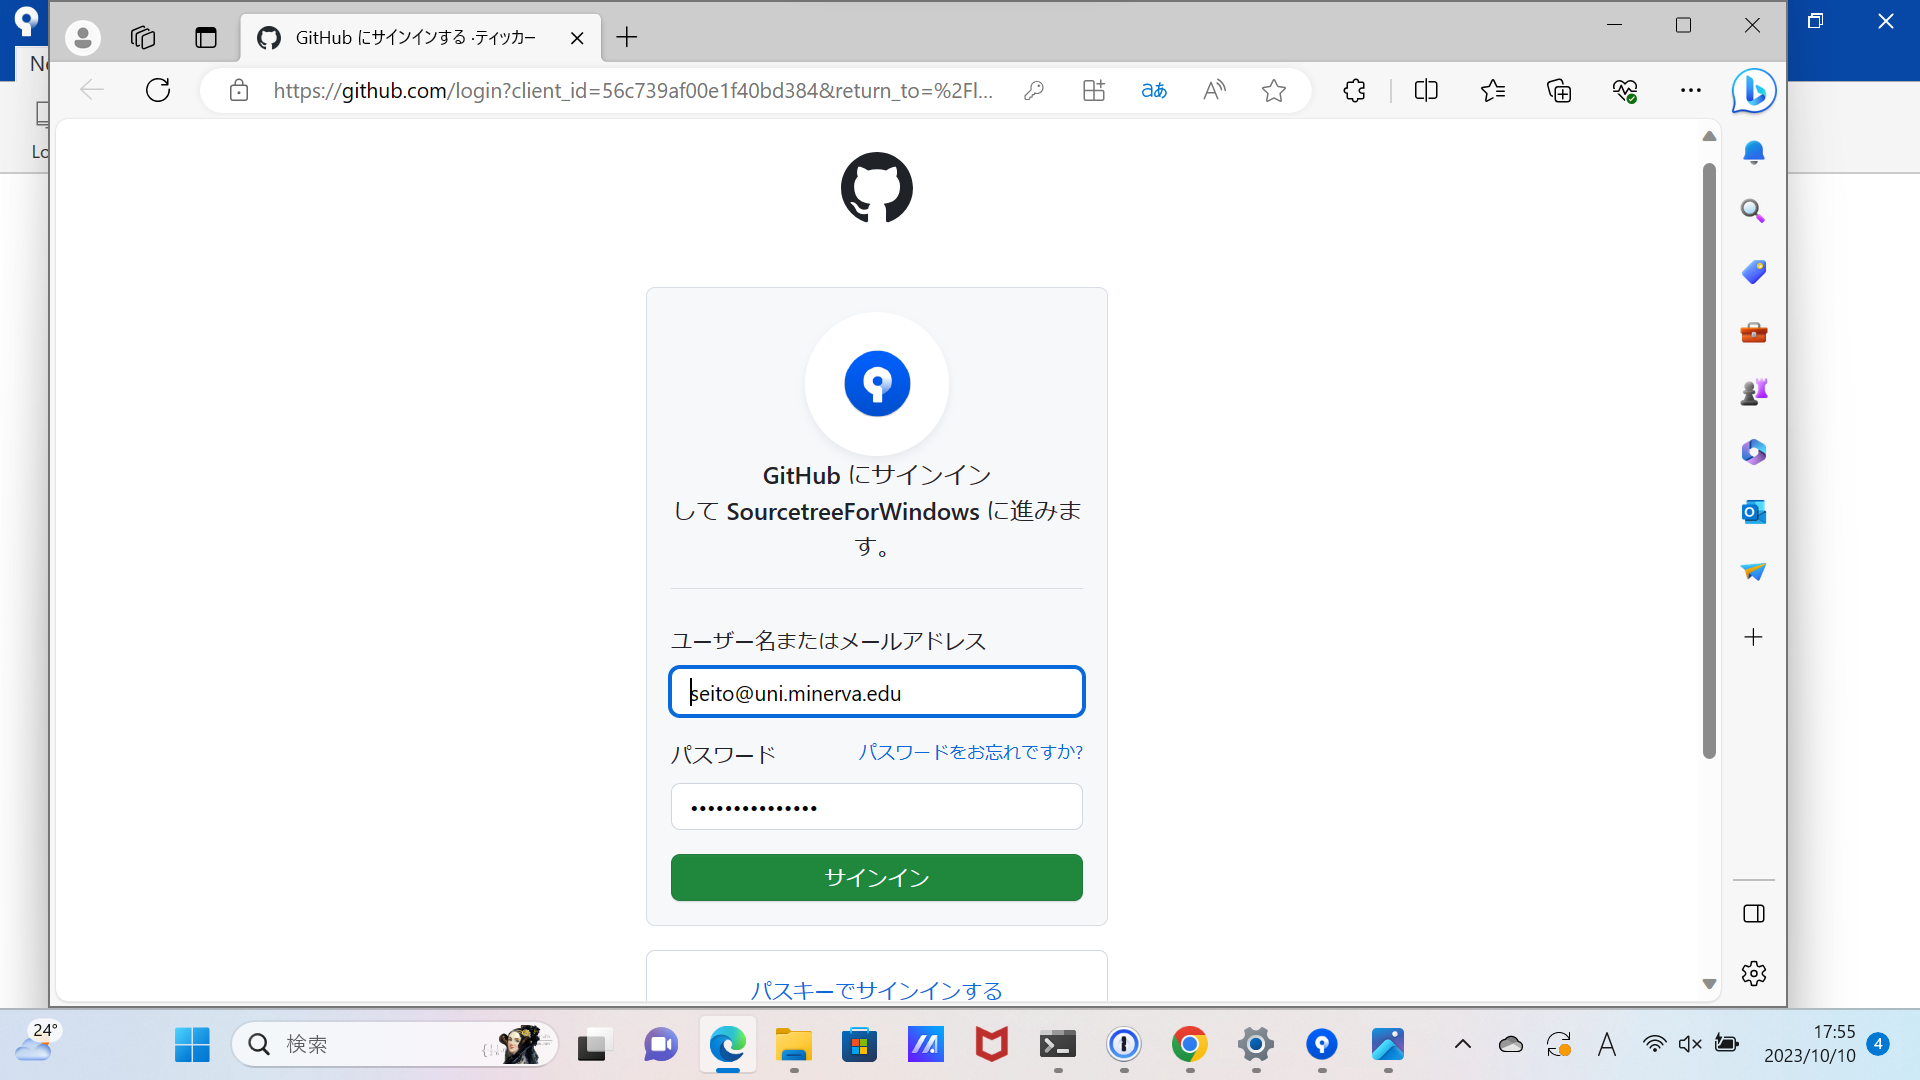 GitHub にサインインする ·ティッカー
https://github.com/login?client_id=56c739af00e1f40bd384&return_to=%2Fl...
aあ
GitHub にサインイン
して SourcetreeForWindows に進みま
す。
ユーザー名またはメールアドレス
seito@uni.minerva.edu
パスワード
パスワードをお忘れですか?
•••••••••••••••
サインイン
パスキーでサインインする
24°
検索
A
17:55
2023/10/10
4